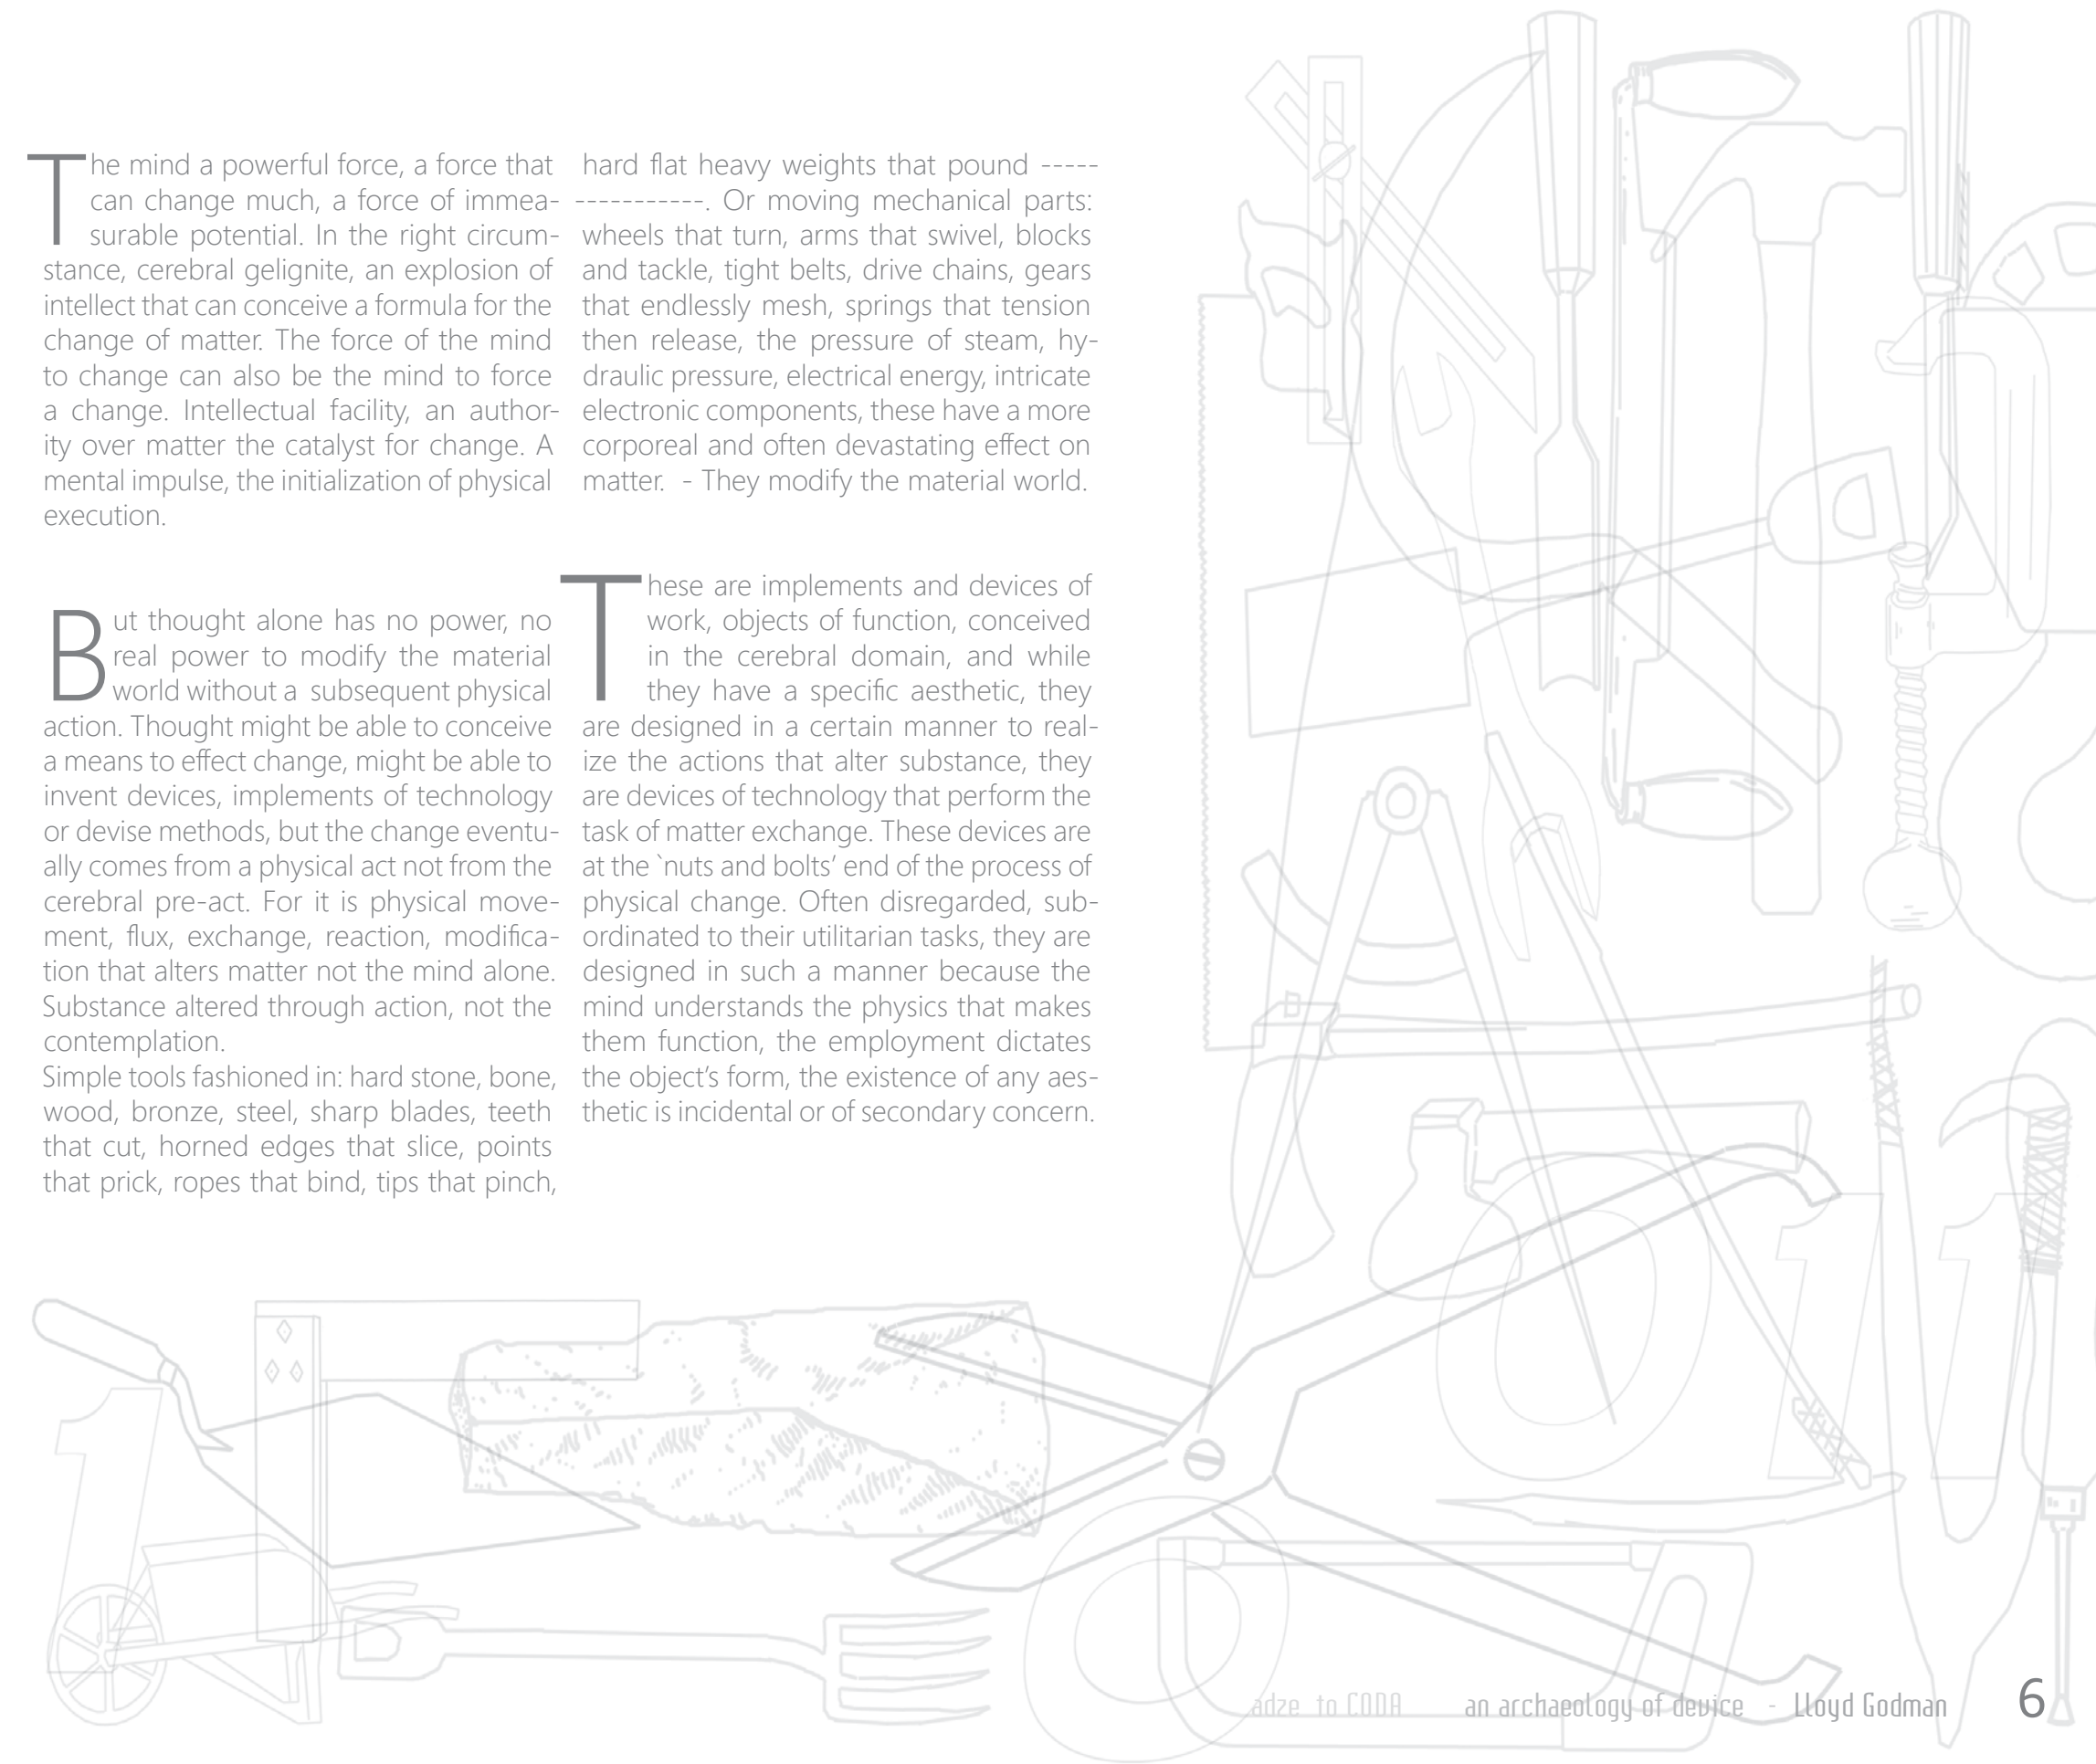 The mind a powerful force, a force that
can change much, a force of immea-
surable potential. In the right circum-
stance, cerebral gelignite, an explosion of
intellect that can conceive a formula for the
change of matter. The force of the mind
to change can also be the mind to force
a change. Intellectual facility, an author-
ity over matter the catalyst for change. A
mental impulse, the initialization of physical
execution.
But thought alone has no power, no
real power to modify the material
world without a subsequent physical
action. Thought might be able to conceive
a means to effect change, might be able to
invent devices, implements of technology
or devise methods, but the change eventu-
ally comes from a physical act not from the
cerebral pre-act. For it is physical move-
ment, flux, exchange, reaction, modifica-
tion that alters matter not the mind alone.
Substance altered through action, not the
contemplation.
Simple tools fashioned in: hard stone, bone,
wood, bronze, steel, sharp blades, teeth
that cut, horned edges that slice, points
that prick, ropes that bind, tips that pinch,
hard flat heavy weights that pound -----
-----------. Or moving mechanical parts:
wheels that turn, arms that swivel, blocks
and tackle, tight belts, drive chains, gears
that endlessly mesh, springs that tension
then release, the pressure of steam, hy-
draulic pressure, electrical energy, intricate
electronic components, these have a more
corporeal and often devastating effect on
matter. - They modify the material world.
These are implements and devices of
work, objects of function, conceived
in the cerebral domain, and while
they have a specific aesthetic, they
are designed in a certain manner to real-
ize the actions that alter substance, they
are devices of technology that perform the
task of matter exchange. These devices are
at the `nuts and bolts' end of the process of
physical change. Often disregarded, sub-
ordinated to their utilitarian tasks, they are
designed in such a manner because the
mind understands the physics that makes
them function, the employment dictates
the object's form, the existence of any aes-
thetic is incidental or of secondary concern.
0 1 1
1 0
adze to CODA an archaeology of device - Lloyd Godman 6